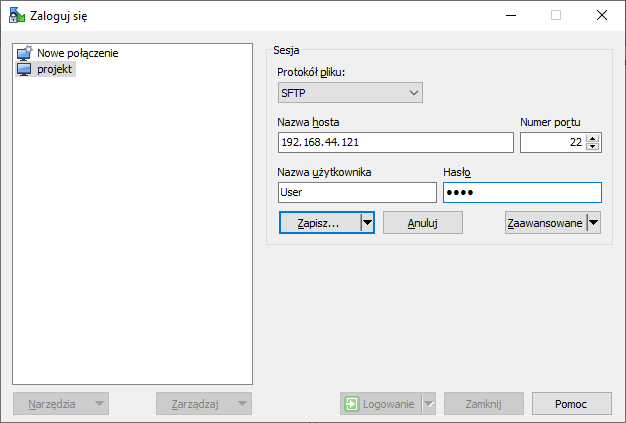 Zaloguj się
Nowe połączenie
projekt
Sesja
Protokół pliku:
SFTP
Nazwa hosta
Numer portu
192.168.44.121
22
Nazwa użytkownika
Hasło
User
●●●●
Zapisz...
Anuluj
Zaawansowane
Narzędzia
Zarządzaj
Logowanie
Zamknij
Pomoc